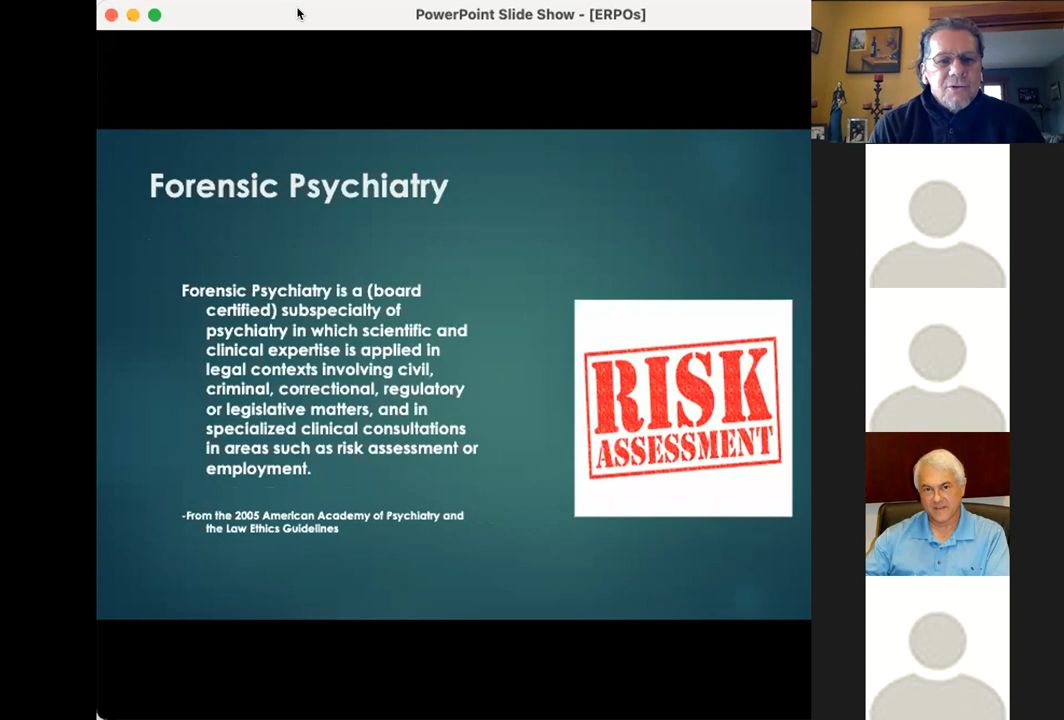 PowerPoint Slide Show - [ERPOs]
Forensic Psychiatry
Forensic Psychiatry is a (board
certified) subspecialty of
psychiatry in which scientific and
clinical expertise is applied in
legal contexts involving civil,
criminal, correctional, regulatory
or legislative matters, and in
specialized clinical consultations
in areas such as risk assessment or
employment.
-From the 2005 American Academy of Psychiatry and
the Law Ethics Guidelines
RISK
ASSESSMENT